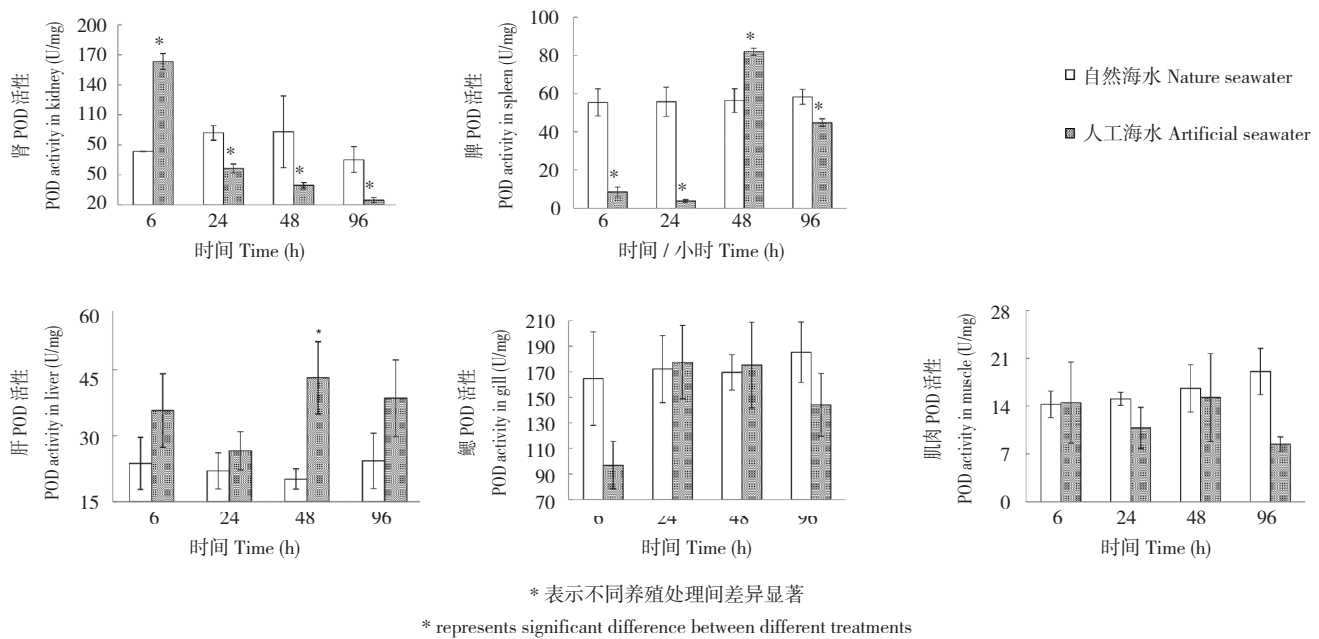 肾 POD 活性
POD activity in kidney (U/mg)
200
170
140
110
50
50
20
*
*
*
*
6 24 48 96
时间 Time (h)
脾 POD 活性
POD activity in spleen (U/mg)
100
80
60
40
20
0
*
*
*
*
6 24 48 96
时间 / 小时 Time (h)
自然海水 Nature seawater
人工海水 Artificial seawater
肝 POD 活性
POD activity in liver (U/mg)
60
45
30
15
*
6 24 48 96
时间 Time (h)
鳃 POD 活性
POD activity in gill (U/mg)
210
190
170
150
130
110
90
70
6 24 48 96
时间 Time (h)
肌肉 POD 活性
POD activity in muscle (U/mg)
28
21
14
7
0
6 24 48 96
时间 Time (h)
* 表示不同养殖处理间差异显著
* represents significant difference between different treatments